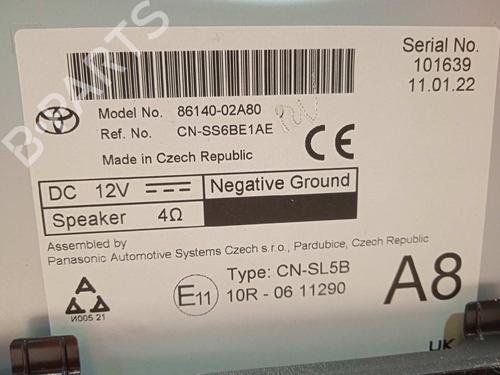 Serial No.
101639
11.01.22
Model No. 86140-02A80
Ref. No. CN-SS6BE1AE
Made in Czech Republic
CE
DC 12V
Negative Ground
Speaker 4Ω
Assembled by
Panasonic Automotive Systems Czech s.r.o., Pardubice, Czech Republic
E11
Type: CN-SL5B
10R - 06 11290
A8
И005 21
UK
B-PARTS